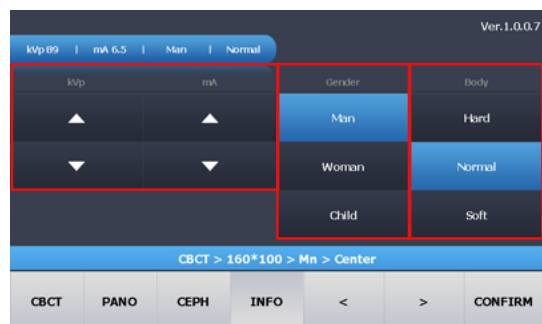 Ver.1.0.0.7
kVp 89 | mA 6.5 | Man | Normal
kVp mA Gender Body
Man Hard
Woman Normal
Child Soft
CBCT > 160*100 > Mn > Center
CBCT PANO CEPH INFO < > CONFIRM